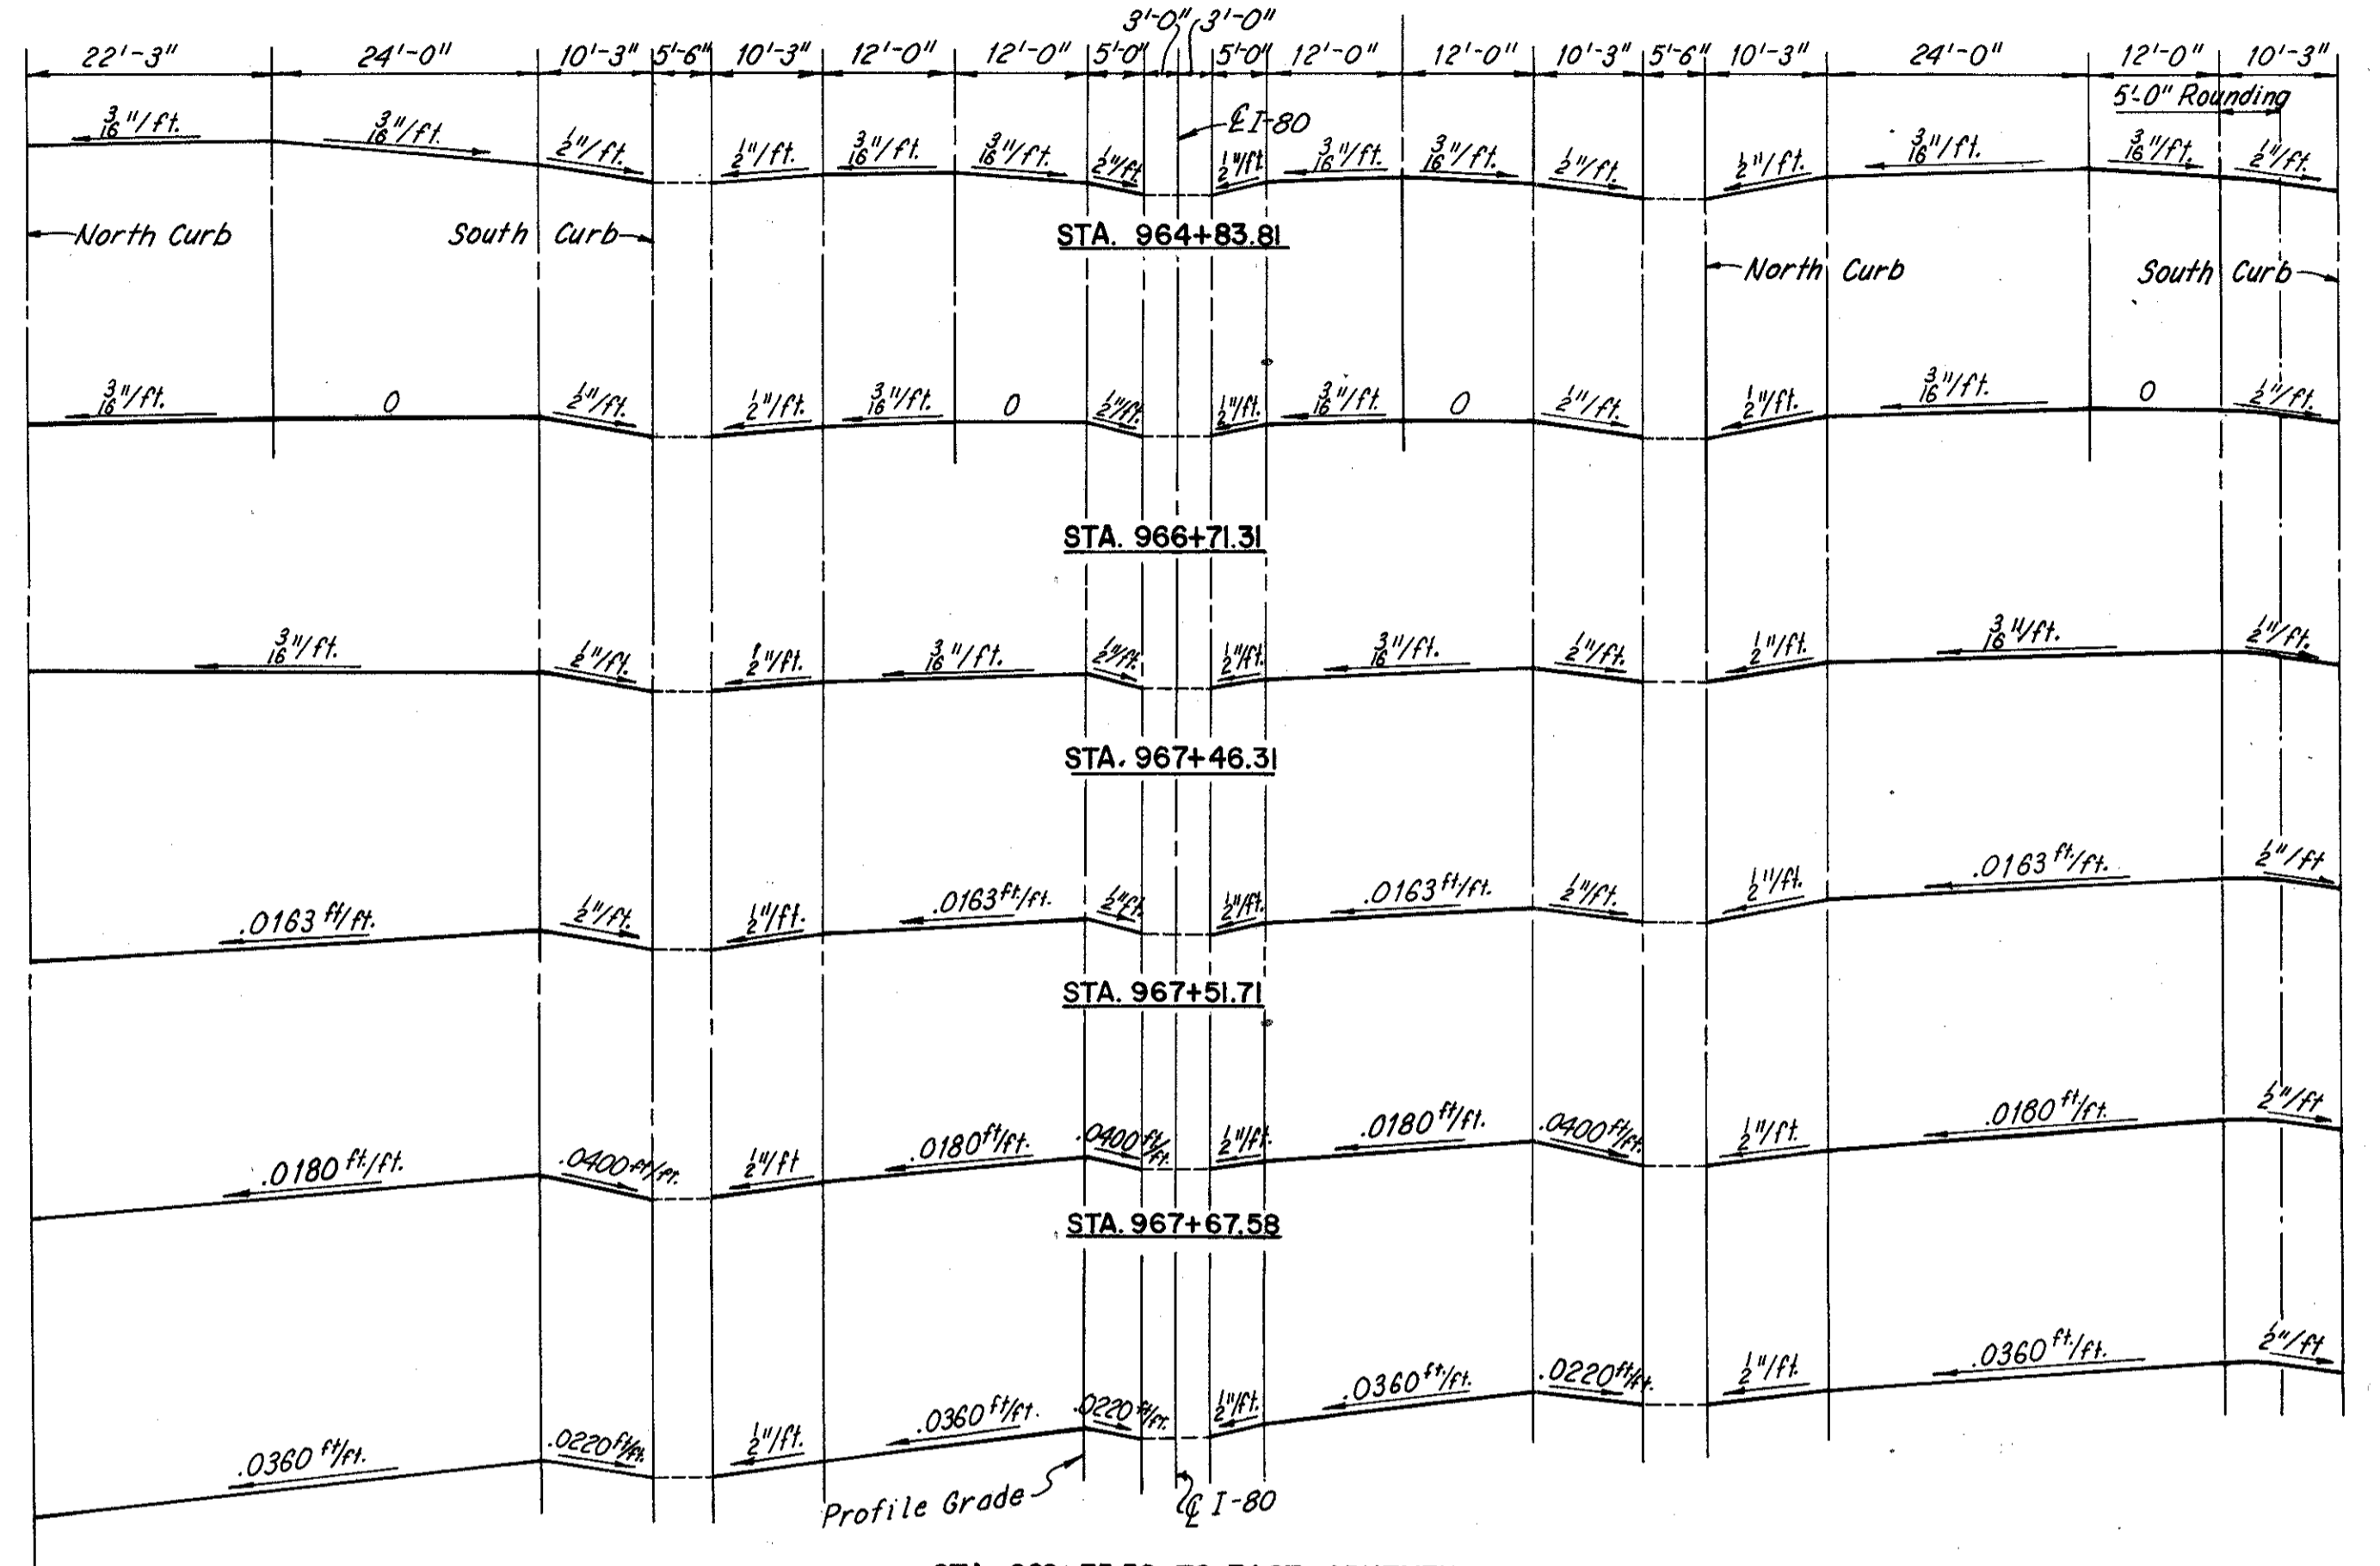 3'-0" 3'-0"
22'-3" 24'-0" 10'-3" 5'-6" 10'-3" 12'-0" 12'-0" 5'-0" 5'-0" 12'-0" 12'-0" 10'-3" 5'-6" 10'-3" 24'-0" 12'-0" 10'-3"
5'-0" Rounding
℄ I-80
3/16"/ft. 3/16"/ft. 1/2"/ft. 1/2"/ft. 3/16"/ft. 3/16"/ft. 1/2"/ft. 1/2"/ft. 3/16"/ft. 3/16"/ft. 1/2"/ft. 1/2"/ft. 3/16"/ft. 3/16"/ft. 1/2"/ft.
North Curb South Curb STA. 964+83.81 North Curb South Curb
3/16"/ft. 0 1/2"/ft. 1/2"/ft. 3/16"/ft. 0 1/2"/ft. 1/2"/ft. 3/16"/ft. 0 1/2"/ft. 1/2"/ft. 3/16"/ft. 0 1/2"/ft.
STA. 966+71.31
3/16"/ft. 1/2"/ft. 1/2"/ft. 3/16"/ft. 1/2"/ft. 1/2"/ft. 3/16"/ft. 1/2"/ft. 1/2"/ft. 3/16"/ft. 1/2"/ft.
STA. 967+46.31
.0163 ft/ft. 1/2"/ft. 1/2"/ft. .0163 ft/ft. 1/2"/ft. 1/2"/ft. .0163 ft/ft. 1/2"/ft. 1/2"/ft. .0163 ft/ft. 1/2"/ft
STA. 967+51.71
.0180 ft/ft. .0400 ft/ft. 1/2"/ft .0180 ft/ft. .0400 ft/ft. 1/2"/ft. .0180 ft/ft. .0400 ft/ft. 1/2"/ft. .0180 ft/ft. 1/2"/ft
STA. 967+67.58
.0360 ft/ft. .0220 ft/ft. 1/2"/ft. .0360 ft/ft. .0220 ft/ft. 1/2"/ft. .0360 ft/ft. .0220 ft/ft. 1/2"/ft. .0360 ft/ft. 1/2"/ft
Profile Grade ℄ I-80